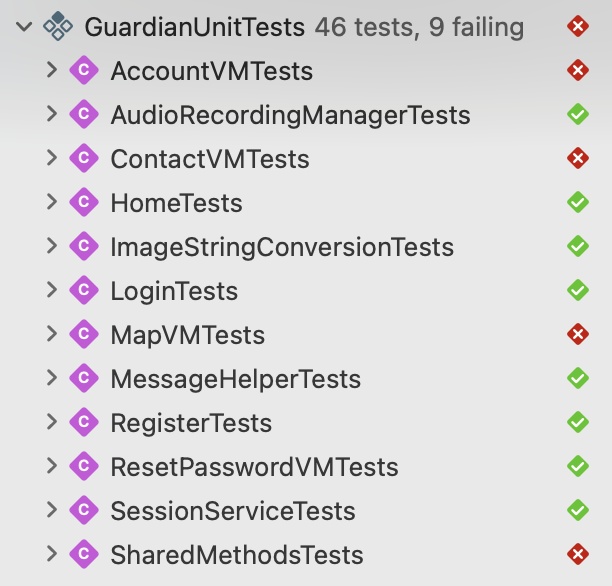 GuardianUnitTests 46 tests, 9 failing
C AccountVMTests
C AudioRecordingManagerTests
C ContactVMTests
C HomeTests
C ImageStringConversionTests
C LoginTests
C MapVMTests
C MessageHelperTests
C RegisterTests
C ResetPasswordVMTests
C SessionServiceTests
C SharedMethodsTests